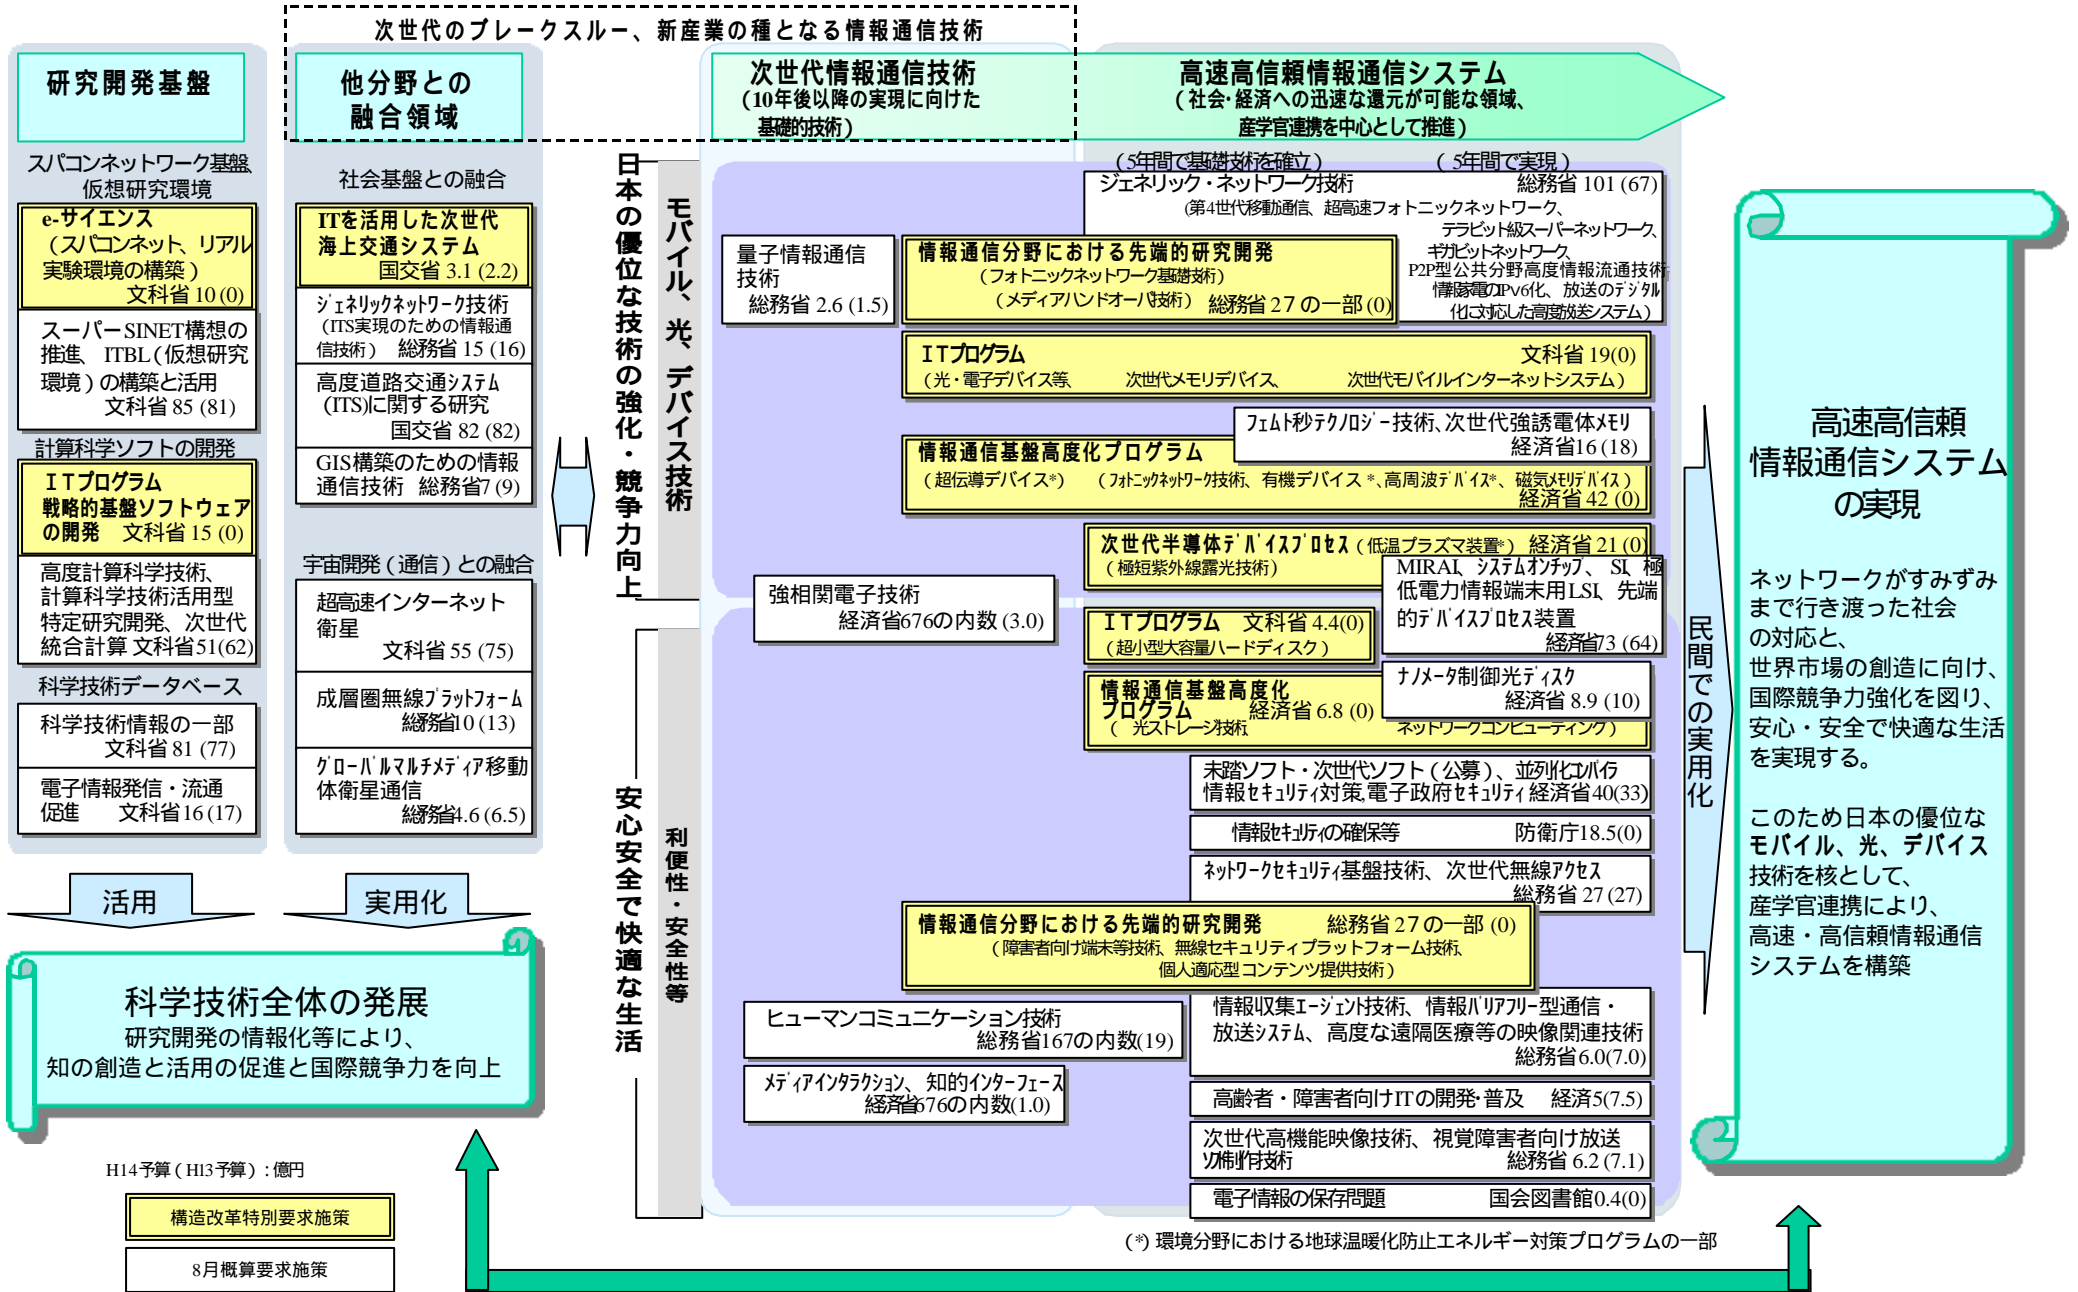 次世代のブレークスルー、新産業の種となる情報通信技術
研究開発基盤
スパコンネットワーク基盤、
仮想研究環境
e-サイエンス
(スパコンネット、リアル
実験環境の構築)
文科省 10 (0)
スーパーSINET構想の
推進、ITBL(仮想研究
環境)の構築と活用
文科省 85 (81)
計算科学ソフトの開発
ITプログラム
戦略的基盤ソフトウェア
の開発 文科省 15 (0)
高度計算科学技術、
計算科学技術活用型
特定研究開発、次世代
統合計算 文科省51(62)
科学技術データベース
科学技術情報の一部
文科省 81 (77)
電子情報発信・流通
促進 文科省16 (17)
活用
他分野との
融合領域
社会基盤との融合
ITを活用した次世代
海上交通システム
国交省 3.1 (2.2)
ジェネリックネットワーク技術
(ITS実現のための情報通
信技術) 総務省 15 (16)
高度道路交通システム
(ITS)に関する研究
国交省 82 (82)
GIS構築のための情報
通信技術 総務省7 (9)
宇宙開発(通信)との融合
超高速インターネット
衛星
文科省 55 (75)
成層圏無線プラットフォーム
総務省10 (13)
グローバルマルチメディア移動
体衛星通信
総務省4.6 (6.5)
実用化
科学技術全体の発展
研究開発の情報化等により、
知の創造と活用の促進と国際競争力を向上
H14予算(H13予算):億円
構造改革特別要求施策
8月概算要求施策
日本の優位な技術の強化・競争力向上
モバイル、光、デバイス技術
安心安全で快適な生活
利便性・安全性等
次世代情報通信技術
(10年後以降の実現に向けた
基礎的技術)
高速高信頼情報通信システム
(社会・経済への迅速な還元が可能な領域、
産学官連携を中心として推進)
(5年間で基礎技術を確立) (5年間で実現)
ジェネリック・ネットワーク技術 総務省 101 (67)
(第4世代移動通信、超高速フォトニックネットワーク、
テラビット級スーパーネットワーク、
ギガビットネットワーク、
P2P型公共分野高度情報流通技術
情報家電のIPv6化、放送のデジタル
化に対応した高度放送システム)
量子情報通信
技術
総務省 2.6 (1.5)
情報通信分野における先端的研究開発
(フォトニックネットワーク基礎技術)
(メディアハンドオーバ技術) 総務省27の一部 (0)
ITプログラム 文科省 19(0)
(光・電子デバイス等、 次世代メモリデバイス、 次世代モバイルインターネットシステム)
フェムト秒テクノロジー技術、次世代強誘電体メモリ
経済省16 (18)
情報通信基盤高度化プログラム
(超伝導デバイス*) (フォトニックネットワーク技術、有機デバイス*、高周波デバイス*、磁気メモリデバイス)
経済省 42 (0)
次世代半導体デバイスプロセス(低温プラズマ装置*) 経済省 21 (0)
(極短紫外線露光技術)
MIRAI、システムオンチップ、SI、極
低電力情報端末用LSI、先端
的デバイスプロセス装置
経済省73 (64)
強相関電子技術
経済省676の内数 (3.0)
ITプログラム 文科省 4.4(0)
(超小型大容量ハードディスク)
ナノメータ制御光ディスク
経済省 8.9 (10)
情報通信基盤高度化
プログラム 経済省 6.8 (0)
( 光ストレージ技術 ネットワークコンピューティング)
未踏ソフト・次世代ソフト(公募)、並列化コンパイラ
情報セキュリティ対策,電子政府セキュリティ 経済省40(33)
情報セキュリティの確保等 防衛庁18.5(0)
ネットワークセキュリティ基盤技術、次世代無線アクセス
総務省 27 (27)
情報通信分野における先端的研究開発 総務省27の一部 (0)
(障害者向け端末等技術、無線セキュリティプラットフォーム技術、
個人適応型コンテンツ提供技術)
情報収集エージェント技術、情報バリアフリー型通信・
放送システム、高度な遠隔医療等の映像関連技術
総務省6.0(7.0)
ヒューマンコミュニケーション技術
総務省167の内数(19)
メディアインタラクション、知的インターフェース
経済省676の内数(1.0)
高齢者・障害者向けITの開発・普及 経済5(7.5)
次世代高機能映像技術、視覚障害者向け放送
ソフト制作技術 総務省 6.2 (7.1)
電子情報の保存問題 国会図書館0.4(0)
(*)環境分野における地球温暖化防止エネルギー対策プログラムの一部
民間での実用化
高速高信頼
情報通信システム
の実現
ネットワークがすみずみ
まで行き渡った社会
の対応と、
世界市場の創造に向け、
国際競争力強化を図り、
安心・安全で快適な生活
を実現する。
このため日本の優位な
モバイル、光、デバイス
技術を核として、
産学官連携により、
高速・高信頼情報通信
システムを構築